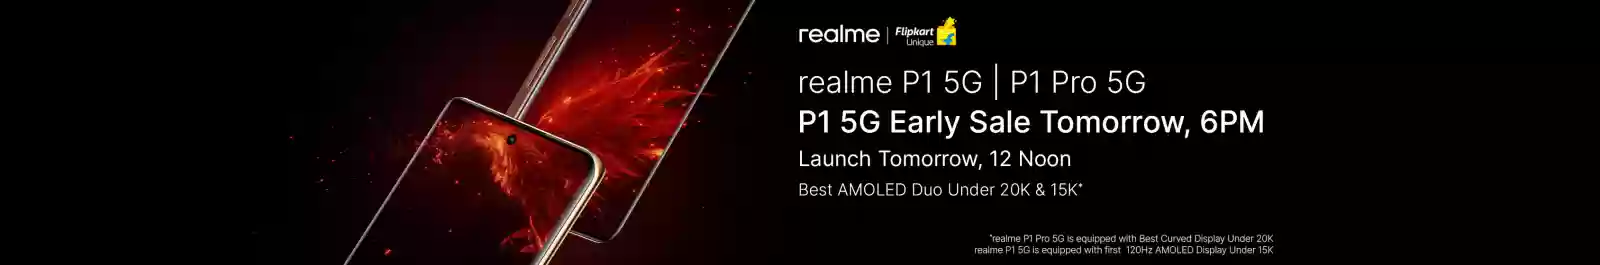 realme | Flipkart Unique
realme P1 5G | P1 Pro 5G
P1 5G Early Sale Tomorrow, 6PM
Launch Tomorrow, 12 Noon
Best AMOLED Duo Under 20K & 15K*
*realme P1 Pro 5G is equipped with Best Curved Display Under 20K
realme P1 5G is equipped with first 120Hz AMOLED Display Under 15K